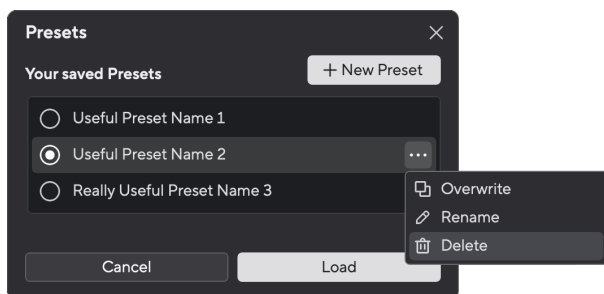 Presets
Your saved Presets
+ New Preset
Useful Preset Name 1
Useful Preset Name 2
Really Useful Preset Name 3
Overwrite
Rename
Delete
Cancel
Load